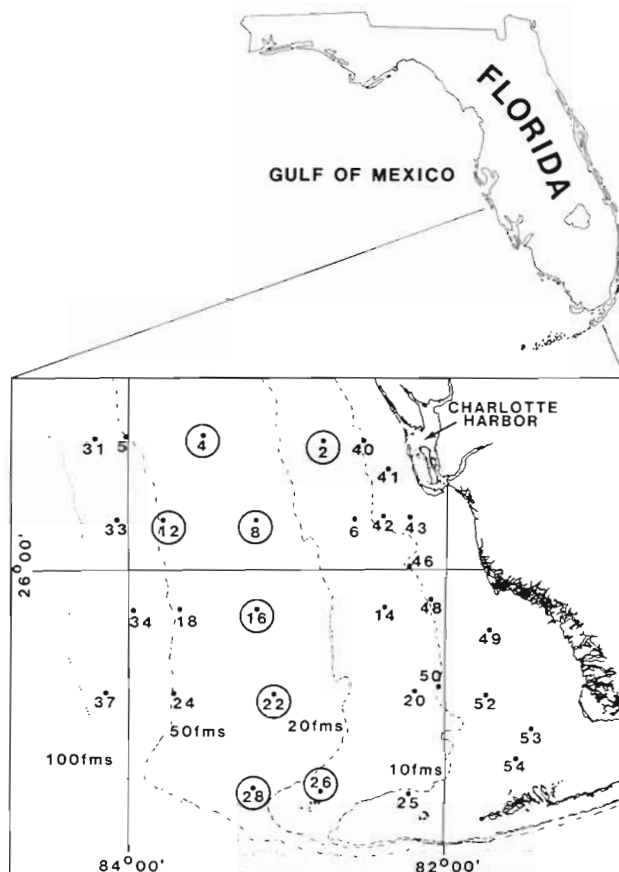 FLORIDA
GULF OF MEXICO
CHARLOTTE
HARBOR
31 5 4 2 40
41
33 12 8 6 42 43
26°00'
46
34 18 16 14 48
49
37 24 22 20 50 52
50fms 20fms
53
100fms 10fms 54
28 26 25
84°00' 82°00'